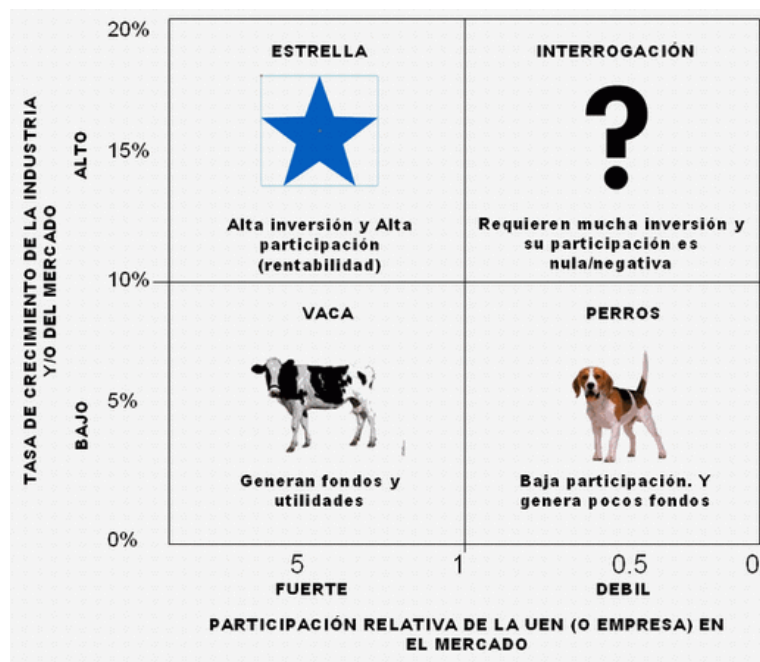 20%
ESTRELLA
INTERROGACIÓN
?
15%
Alta inversión y Alta
participación
(rentabilidad)
Requieren mucha inversión y
su participación es
nula/negativa
10%
VACA
PERROS
5%
Generan fondos y
utilidades
Baja participación. Y
genera pocos fondos
0%
TASA DE CRECIMIENTO DE LA INDUSTRIA
Y/O DEL MERCADO
ALTO
BAJO
5
1
0.5
0
FUERTE
DEBIL
PARTICIPACIÓN RELATIVA DE LA UEN (O EMPRESA) EN
EL MERCADO